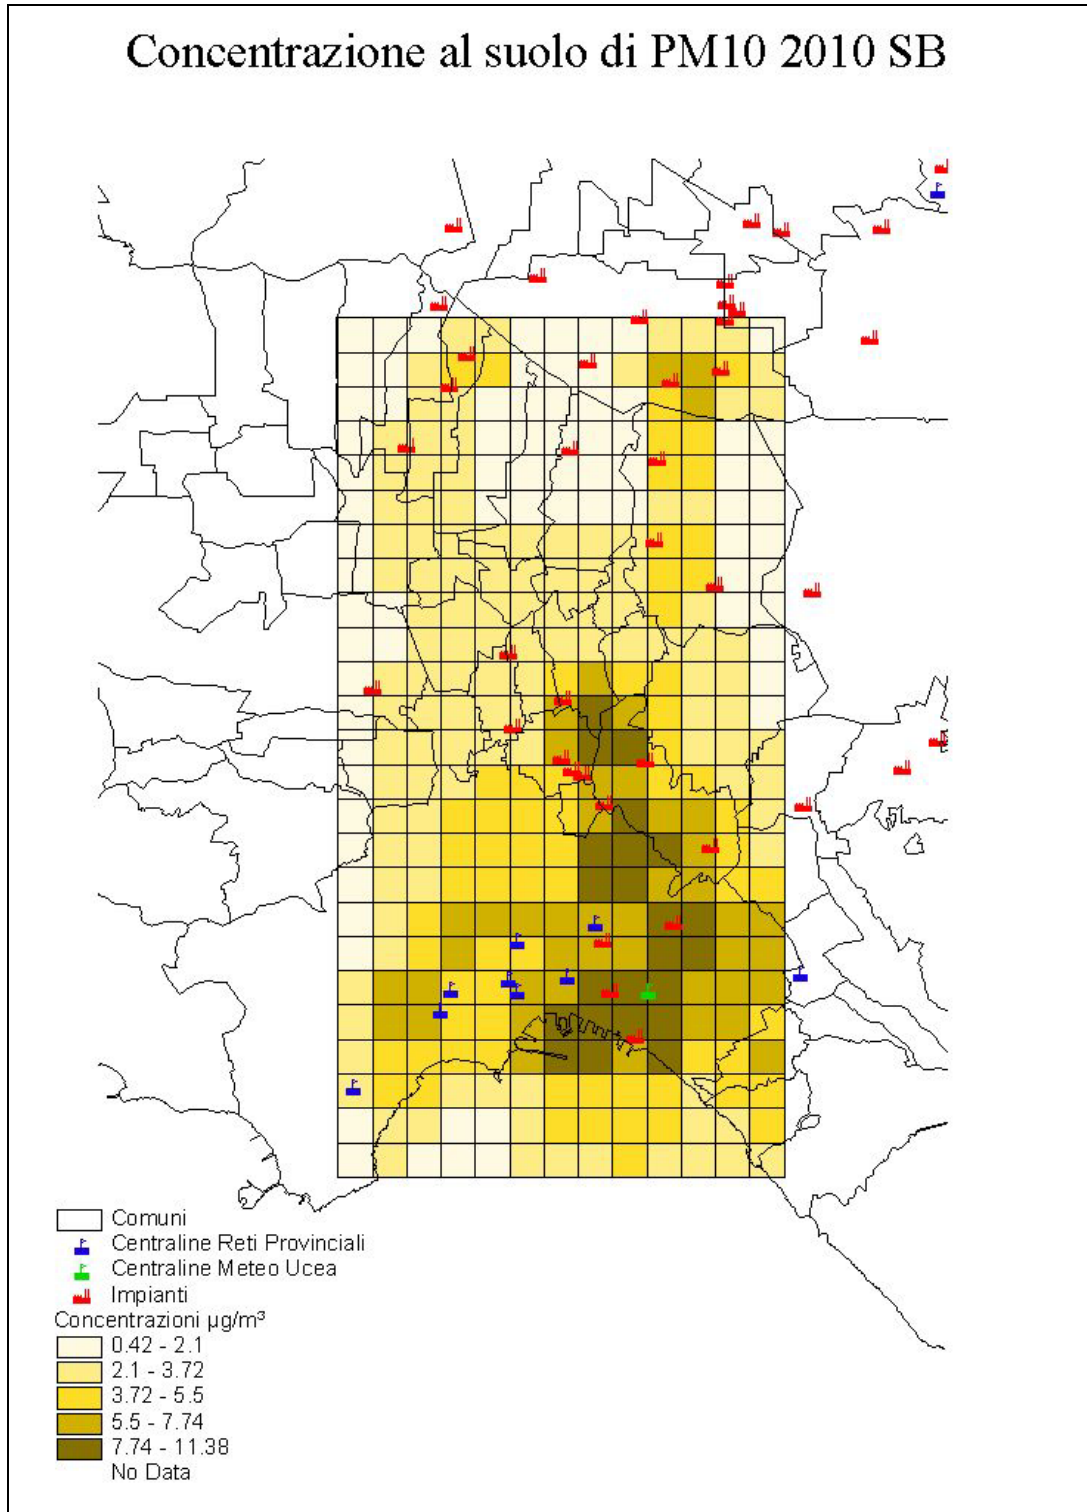 Concentrazione al suolo di PM10 2010 SB
Comuni
Centraline Reti Provinciali
Centraline Meteo Ucea
Impianti
Concentrazioni µg/m³
0.42 - 2.1
2.1 - 3.72
3.72 - 5.5
5.5 - 7.74
7.74 - 11.38
No Data